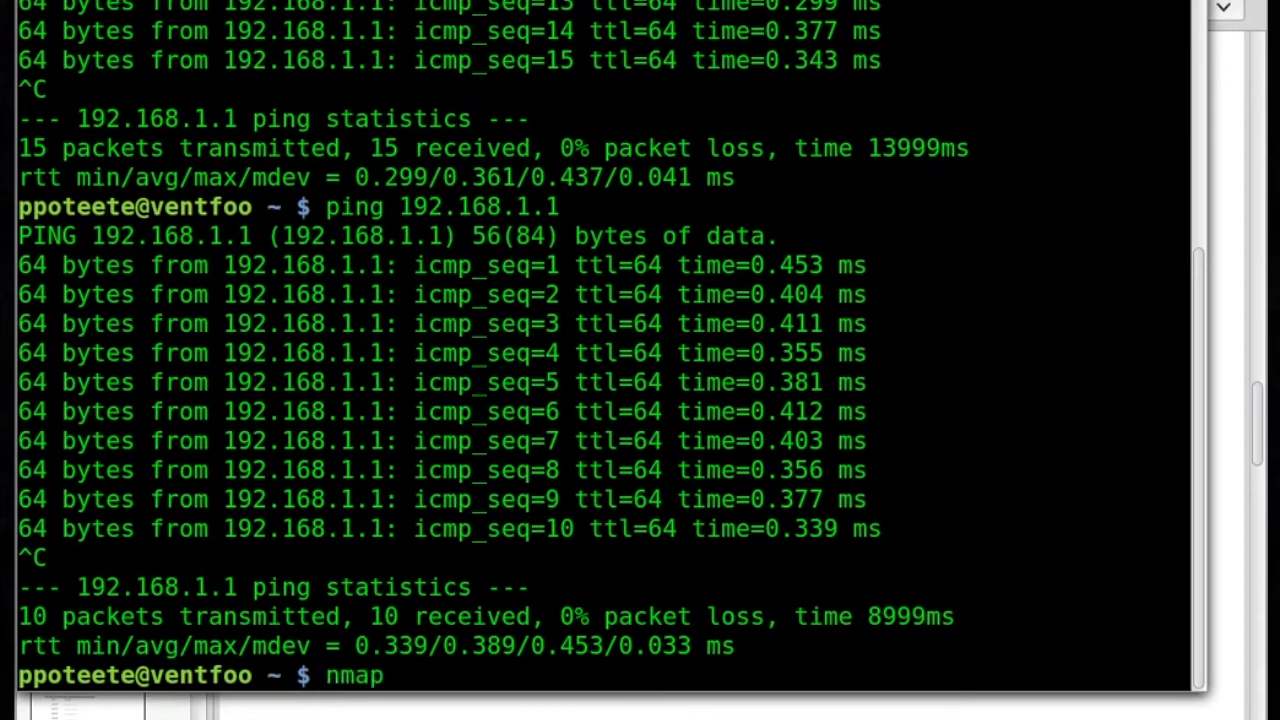 64 bytes from 192.168.1.1: icmp_seq=13 ttl=64 time=0.299 ms
64 bytes from 192.168.1.1: icmp_seq=14 ttl=64 time=0.377 ms
64 bytes from 192.168.1.1: icmp_seq=15 ttl=64 time=0.343 ms
^C
--- 192.168.1.1 ping statistics ---
15 packets transmitted, 15 received, 0% packet loss, time 13999ms
rtt min/avg/max/mdev = 0.299/0.361/0.437/0.041 ms
ppoteete@ventfoo ~ $ ping 192.168.1.1
PING 192.168.1.1 (192.168.1.1) 56(84) bytes of data.
64 bytes from 192.168.1.1: icmp_seq=1 ttl=64 time=0.453 ms
64 bytes from 192.168.1.1: icmp_seq=2 ttl=64 time=0.404 ms
64 bytes from 192.168.1.1: icmp_seq=3 ttl=64 time=0.411 ms
64 bytes from 192.168.1.1: icmp_seq=4 ttl=64 time=0.355 ms
64 bytes from 192.168.1.1: icmp_seq=5 ttl=64 time=0.381 ms
64 bytes from 192.168.1.1: icmp_seq=6 ttl=64 time=0.412 ms
64 bytes from 192.168.1.1: icmp_seq=7 ttl=64 time=0.403 ms
64 bytes from 192.168.1.1: icmp_seq=8 ttl=64 time=0.356 ms
64 bytes from 192.168.1.1: icmp_seq=9 ttl=64 time=0.377 ms
64 bytes from 192.168.1.1: icmp_seq=10 ttl=64 time=0.339 ms
^C
--- 192.168.1.1 ping statistics ---
10 packets transmitted, 10 received, 0% packet loss, time 8999ms
rtt min/avg/max/mdev = 0.339/0.389/0.453/0.033 ms
ppoteete@ventfoo ~ $ nmap